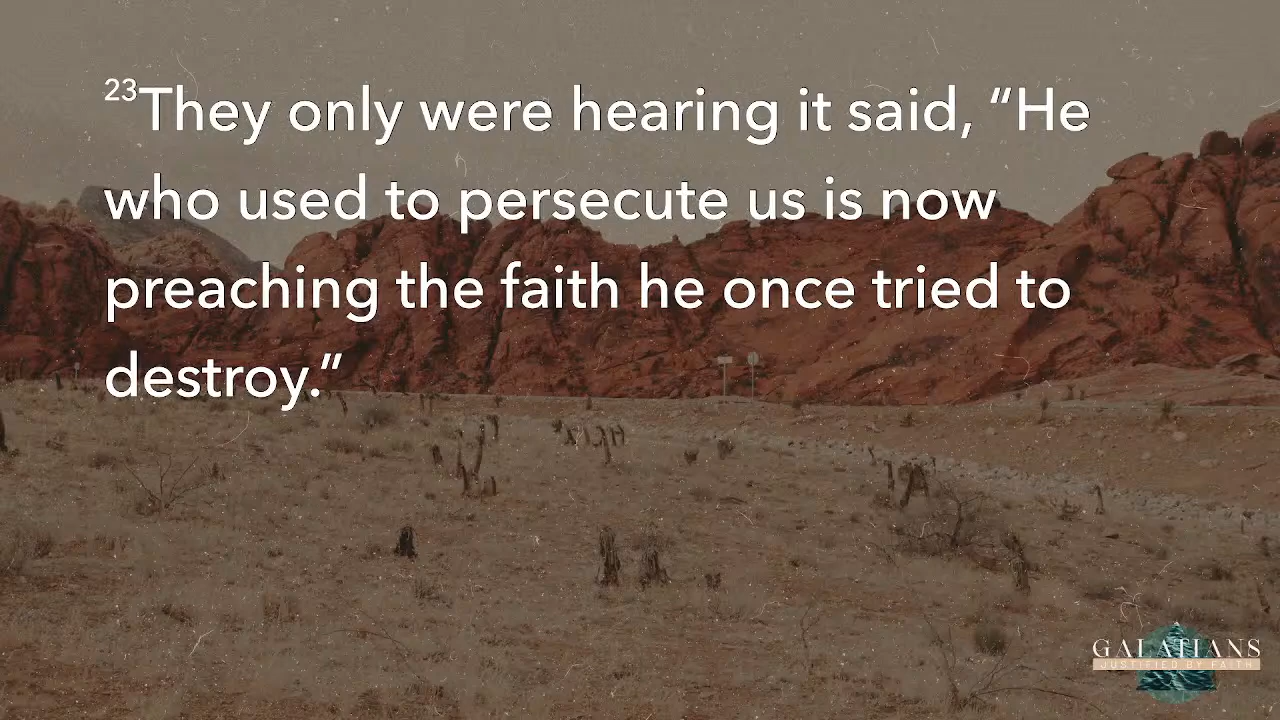 23They only were hearing it said, “He
who used to persecute us is now
preaching the faith he once tried to
destroy.”
GALATIANS
JUSTIFIED BY FAITH